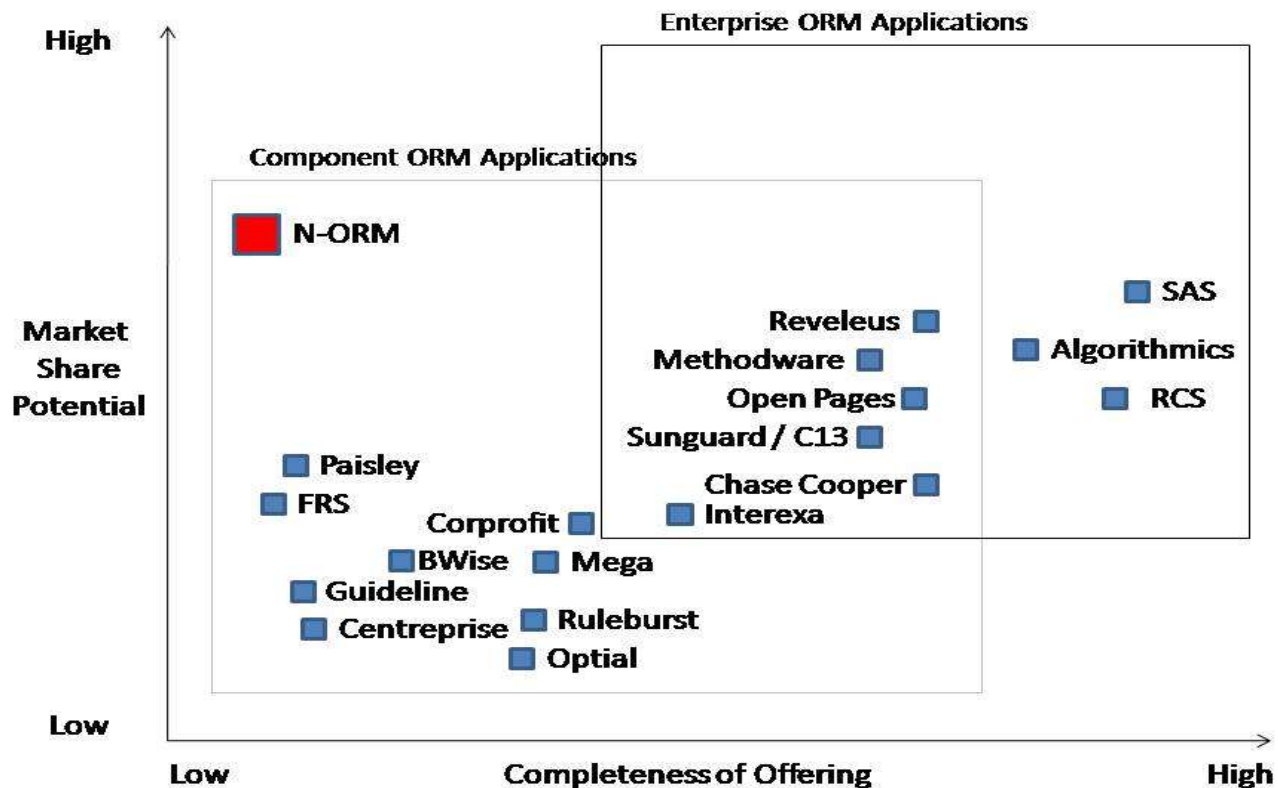 Enterprise ORM Applications
High
Component ORM Applications
N-ORM
SAS
Reveleus
Market
Share
Potential
Methodware
Algorithmics
Open Pages
RCS
Sunguard / C13
Paisley
Chase Cooper
FRS
Interexa
Corprofit
BWise
Mega
Guideline
Ruleburst
Centreprise
Optial
Low
Low
Completeness of Offering
High